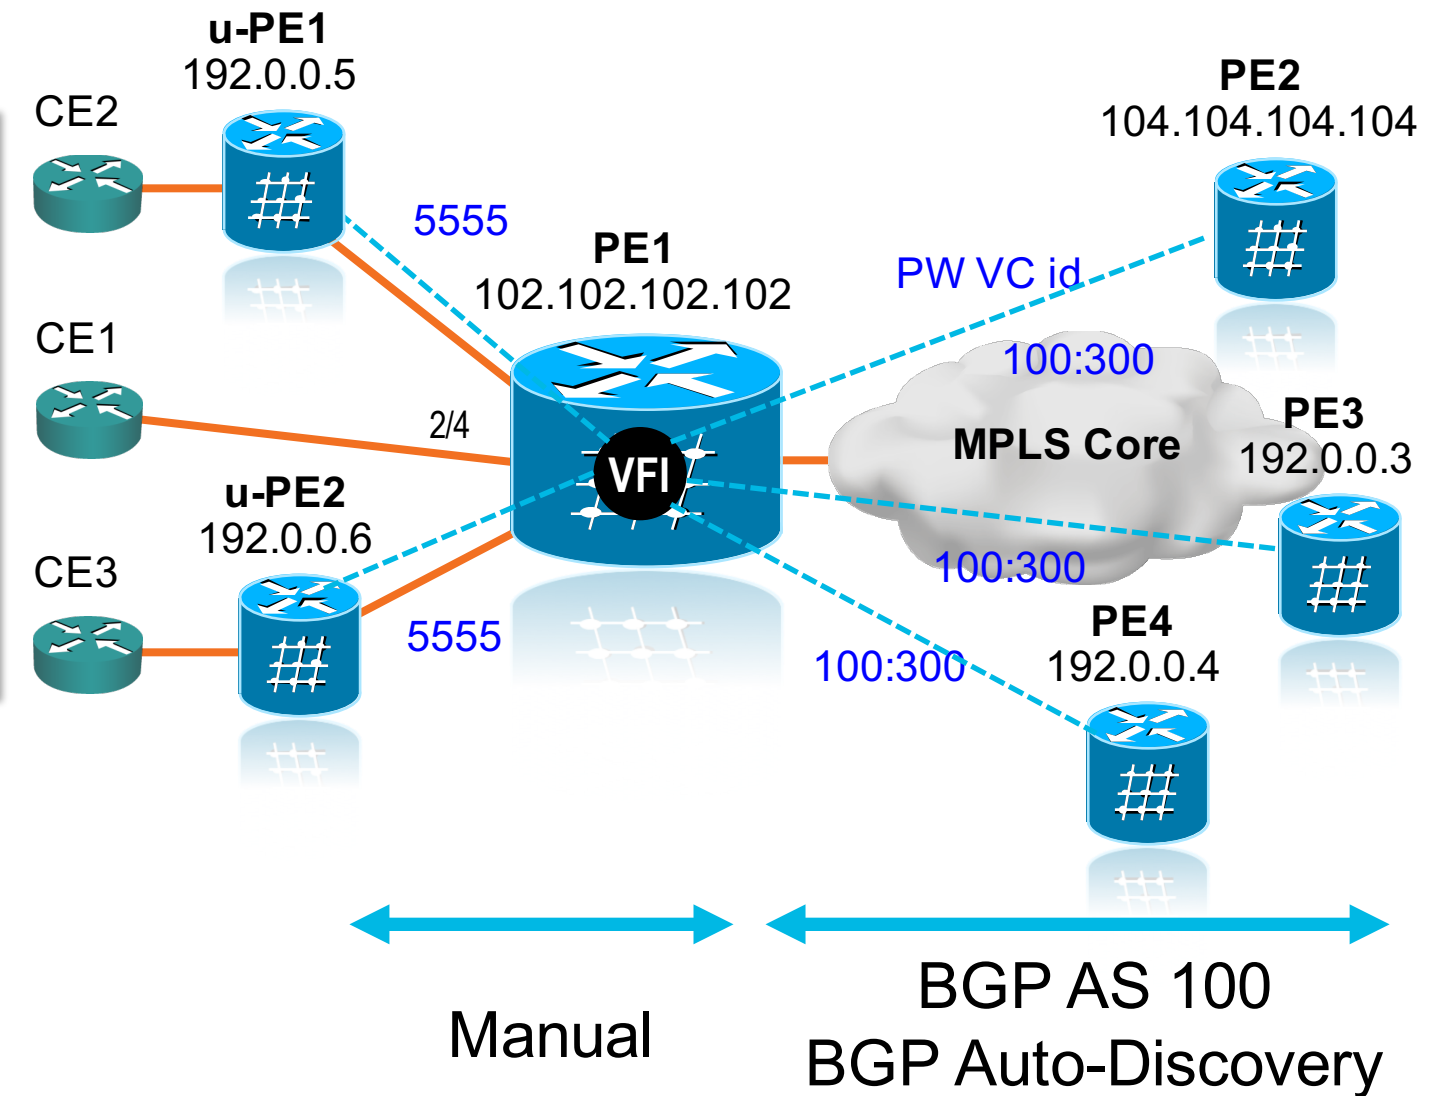 u-PE1
192.0.0.5
CE2
PE2
104.104.104.104
5555
PE1
102.102.102.102
PW VC id
CE1
100:300
2/4
MPLS Core
PE3
192.0.0.3
VFI
u-PE2
192.0.0.6
CE3
100:300
5555
PE4
192.0.0.4
100:300
Manual
BGP AS 100
BGP Auto-Discovery